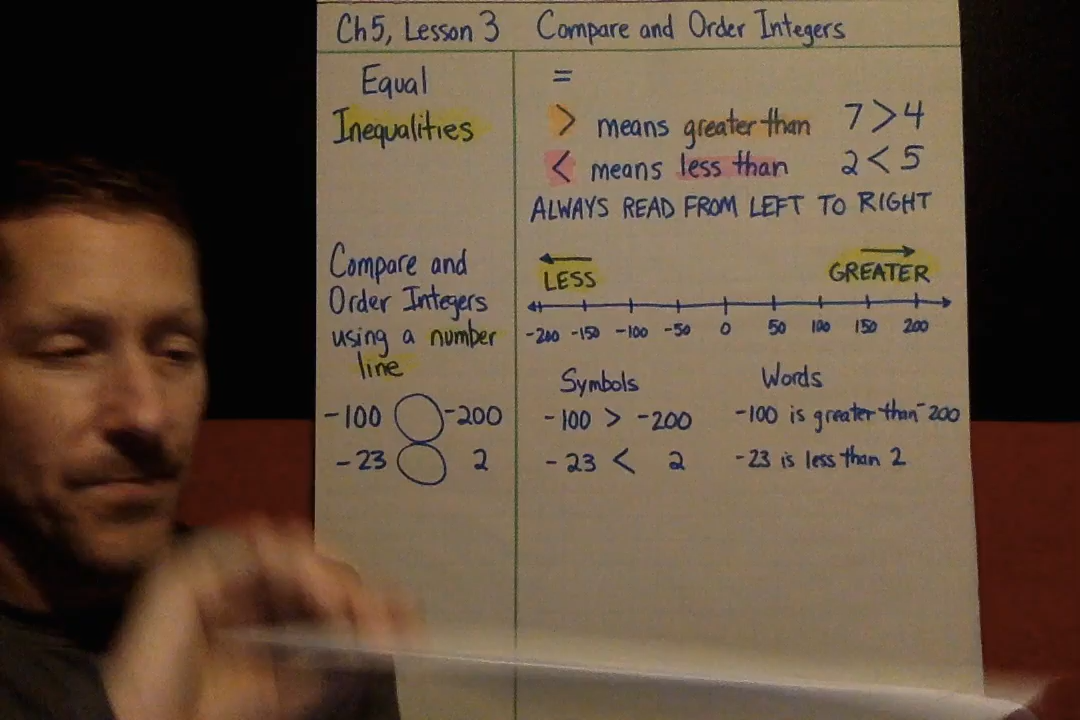 Ch5, Lesson 3 Compare and Order Integers
Equal =
Inequalities > means greater than 7 > 4
< means less than 2 < 5
ALWAYS READ FROM LEFT TO RIGHT
Compare and
Order Integers
using a number
line
LESS GREATER
-200 -150 -100 -50 0 50 100 150 200
Symbols Words
-100 -200 -100 > -200 -100 is greater than -200
-23 2 -23 < 2 -23 is less than 2